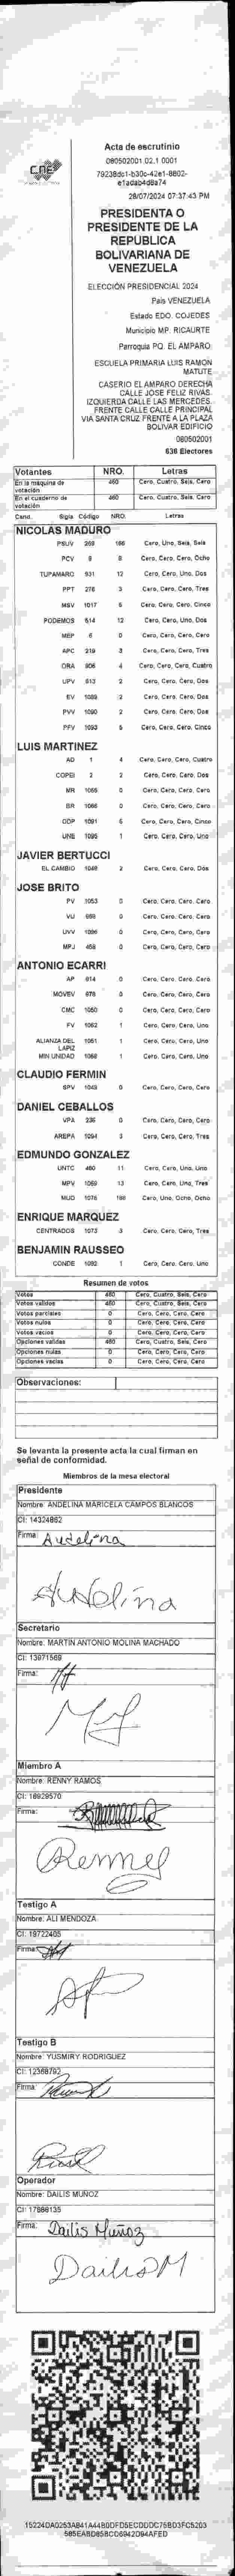 CNE
Acta de escrutinio
080502001.02.1.0001
79238dc1-b30c-42e1-8802-
e1adab4d8a74
28/07/2024 07:37:43 PM
PRESIDENTA O
PRESIDENTE DE LA
REPÚBLICA
BOLIVARIANA DE
VENEZUELA
ELECCIÓN PRESIDENCIAL 2024
País VENEZUELA
Estado EDO. COJEDES
Municipio MP. RICAURTE
Parroquia PQ. EL AMPARO
ESCUELA PRIMARIA LUIS RAMON
MATUTE
CASERIO EL AMPARO DERECHA
CALLE JOSE FELIZ RIVAS.
IZQUIERDA CALLE LAS MERCEDES.
FRENTE CALLE CALLE PRINCIPAL
VIA SANTA CRUZ FRENTE A LA PLAZA
BOLIVAR EDIFICIO
080502001
636 Electores
Votantes NRO. Letras
En la máquina de votación 460 Cero, Cuatro, Seis, Cero
En el cuaderno de votación 460 Cero, Cuatro, Seis, Cero
Cand. Sigla Código NRO. Letras
NICOLAS MADURO
PSUV 269 166 Cero, Uno, Seis, Seis
PCV 8 8 Cero, Cero, Cero, Ocho
TUPAMARO 931 12 Cero, Cero, Uno, Dos
PPT 276 3 Cero, Cero, Cero, Tres
MSV 1017 5 Cero, Cero, Cero, Cinco
PODEMOS 514 12 Cero, Cero, Uno, Dos
MEP 6 0 Cero, Cero, Cero, Cero
APC 219 3 Cero, Cero, Cero, Tres
ORA 906 4 Cero, Cero, Cero, Cuatro
UPV 613 2 Cero, Cero, Cero, Dos
EV 1089 2 Cero, Cero, Cero, Dos
PVV 1090 2 Cero, Cero, Cero, Dos
PFV 1093 5 Cero, Cero, Cero, Cinco
LUIS MARTINEZ
AD 1 4 Cero, Cero, Cero, Cuatro
COPEI 2 2 Cero, Cero, Cero, Dos
MR 1065 0 Cero, Cero, Cero, Cero
BR 1066 0 Cero, Cero, Cero, Cero
DDP 1091 5 Cero, Cero, Cero, Cinco
UNE 1095 1 Cero, Cero, Cero, Uno
JAVIER BERTUCCI
EL CAMBIO 1048 2 Cero, Cero, Cero, Dos
JOSE BRITO
PV 1053 0 Cero, Cero, Cero, Cero
VU 989 0 Cero, Cero, Cero, Cero
UVV 1096 0 Cero, Cero, Cero, Cero
MPJ 468 0 Cero, Cero, Cero, Cero
ANTONIO ECARRI
AP 914 0 Cero, Cero, Cero, Cero
MOVEV 978 0 Cero, Cero, Cero, Cero
CMC 1050 0 Cero, Cero, Cero, Cero
FV 1062 1 Cero, Cero, Cero, Uno
ALIANZA DEL LAPIZ 1051 1 Cero, Cero, Cero, Uno
MIN UNIDAD 1068 1 Cero, Cero, Cero, Uno
CLAUDIO FERMIN
SPV 1043 0 Cero, Cero, Cero, Cero
DANIEL CEBALLOS
VPA 236 0 Cero, Cero, Cero, Cero
AREPA 1094 3 Cero, Cero, Cero, Tres
EDMUNDO GONZALEZ
UNTC 460 11 Cero, Cero, Uno, Uno
MPV 1069 13 Cero, Cero, Uno, Tres
MUD 1076 188 Cero, Uno, Ocho, Ocho
ENRIQUE MARQUEZ
CENTRADOS 1073 3 Cero, Cero, Cero, Tres
BENJAMIN RAUSSEO
CONDE 1092 1 Cero, Cero, Cero, Uno
Resumen de votos
Votos 460 Cero, Cuatro, Seis, Cero
Votos válidos 460 Cero, Cuatro, Seis, Cero
Votos parciales 0 Cero, Cero, Cero, Cero
Votos nulos 0 Cero, Cero, Cero, Cero
Votos vacíos 0 Cero, Cero, Cero, Cero
Opciones válidas 460 Cero, Cuatro, Seis, Cero
Opciones nulas 0 Cero, Cero, Cero, Cero
Opciones vacías 0 Cero, Cero, Cero, Cero
Observaciones:
Se levanta la presente acta la cual firman en
señal de conformidad.
Miembros de la mesa electoral
Presidente
Nombre: ANDELINA MARICELA CAMPOS BLANCOS
CI: 14324862
Firma: Audelina
Audelina
Secretario
Nombre: MARTIN ANTONIO MOLINA MACHADO
CI: 13971569
Firma:
Miembro A
Nombre: RENNY RAMOS
CI: 18929570
Firma:
Renny
Testigo A
Nombre: ALI MENDOZA
CI: 19722405
Firma:
Testigo B
Nombre: YUSMIRY RODRIGUEZ
CI: 12368792
Firma:
Operador
Nombre: DAILIS MUÑOZ
CI: 17886135
Firma: Dailis Muñoz
Dailis M
15224DA0253A841A44B0DFD5ECDDDC75BD3FC5203
585EABD858CC6942D94AFED